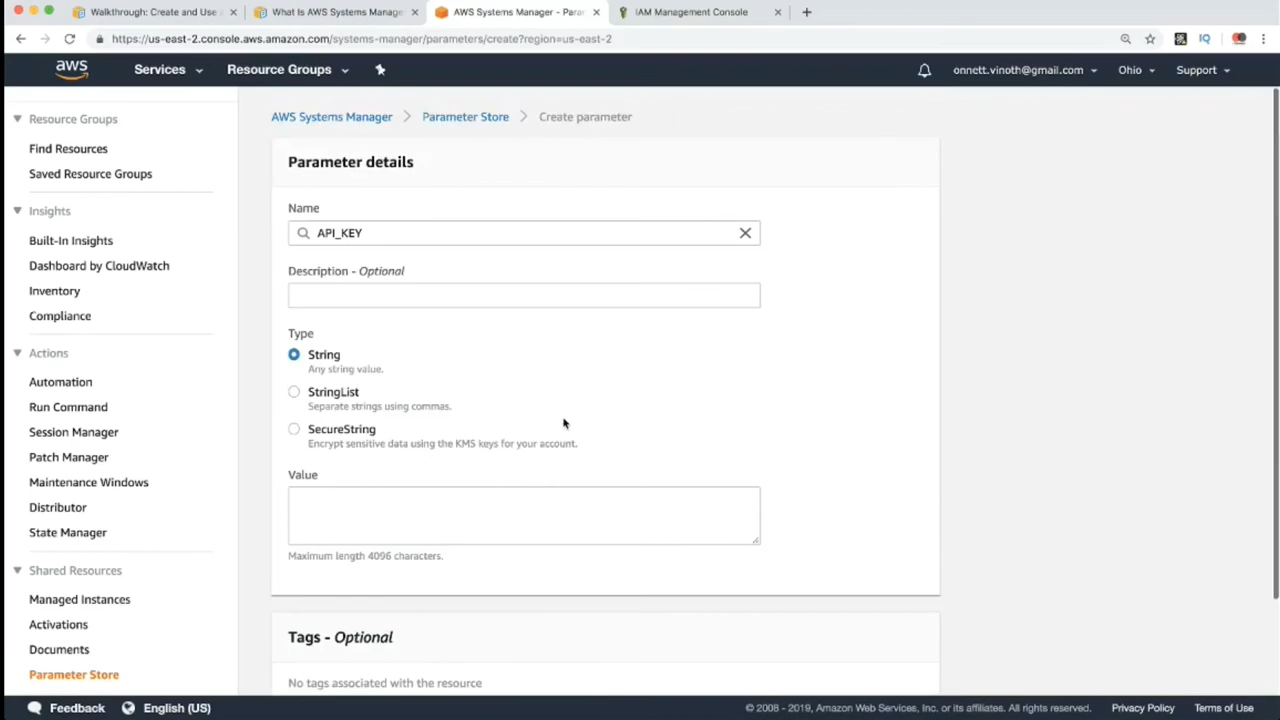 Walkthrough: Create and Use
What Is AWS Systems Manage
AWS Systems Manager - Para
IAM Management Console
https://us-east-2.console.aws.amazon.com/systems-manager/parameters/create?region=us-east-2
IQ
aws
Services
Resource Groups
onnett.vinoth@gmail.com
Ohio
Support
Resource Groups
Find Resources
Saved Resource Groups
Insights
Built-In Insights
Dashboard by CloudWatch
Inventory
Compliance
Actions
Automation
Run Command
Session Manager
Patch Manager
Maintenance Windows
Distributor
State Manager
Shared Resources
Managed Instances
Activations
Documents
Parameter Store
AWS Systems Manager > Parameter Store > Create parameter
Parameter details
Name
API_KEY
Description - Optional
Type
String
Any string value.
StringList
Separate strings using commas.
SecureString
Encrypt sensitive data using the KMS keys for your account.
Value
Maximum length 4096 characters.
Tags - Optional
No tags associated with the resource
Feedback
English (US)
© 2008 - 2019, Amazon Web Services, Inc. or its affiliates. All rights reserved.
Privacy Policy
Terms of Use